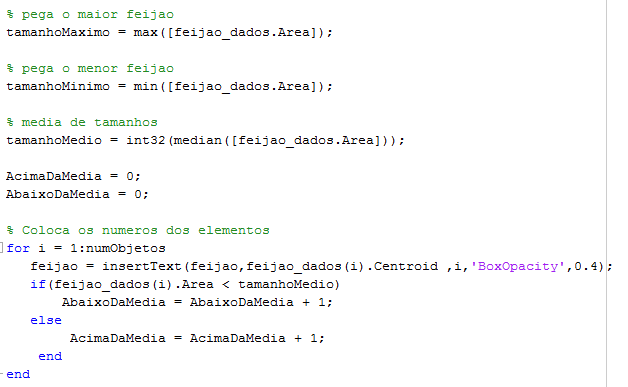 % pega o maior feijao
tamanhoMaximo = max([feijao_dados.Area]);
% pega o menor feijao
tamanhoMinimo = min([feijao_dados.Area]);
% media de tamanhos
tamanhoMedio = int32(median([feijao_dados.Area]));
AcimaDaMedia = 0;
AbaixoDaMedia = 0;
% Coloca os numeros dos elementos
for i = 1:numObjetos
feijao = insertText(feijao,feijao_dados(i).Centroid ,i,'BoxOpacity',0.4);
if(feijao_dados(i).Area < tamanhoMedio)
AbaixoDaMedia = AbaixoDaMedia + 1;
else
AcimaDaMedia = AcimaDaMedia + 1;
end
end